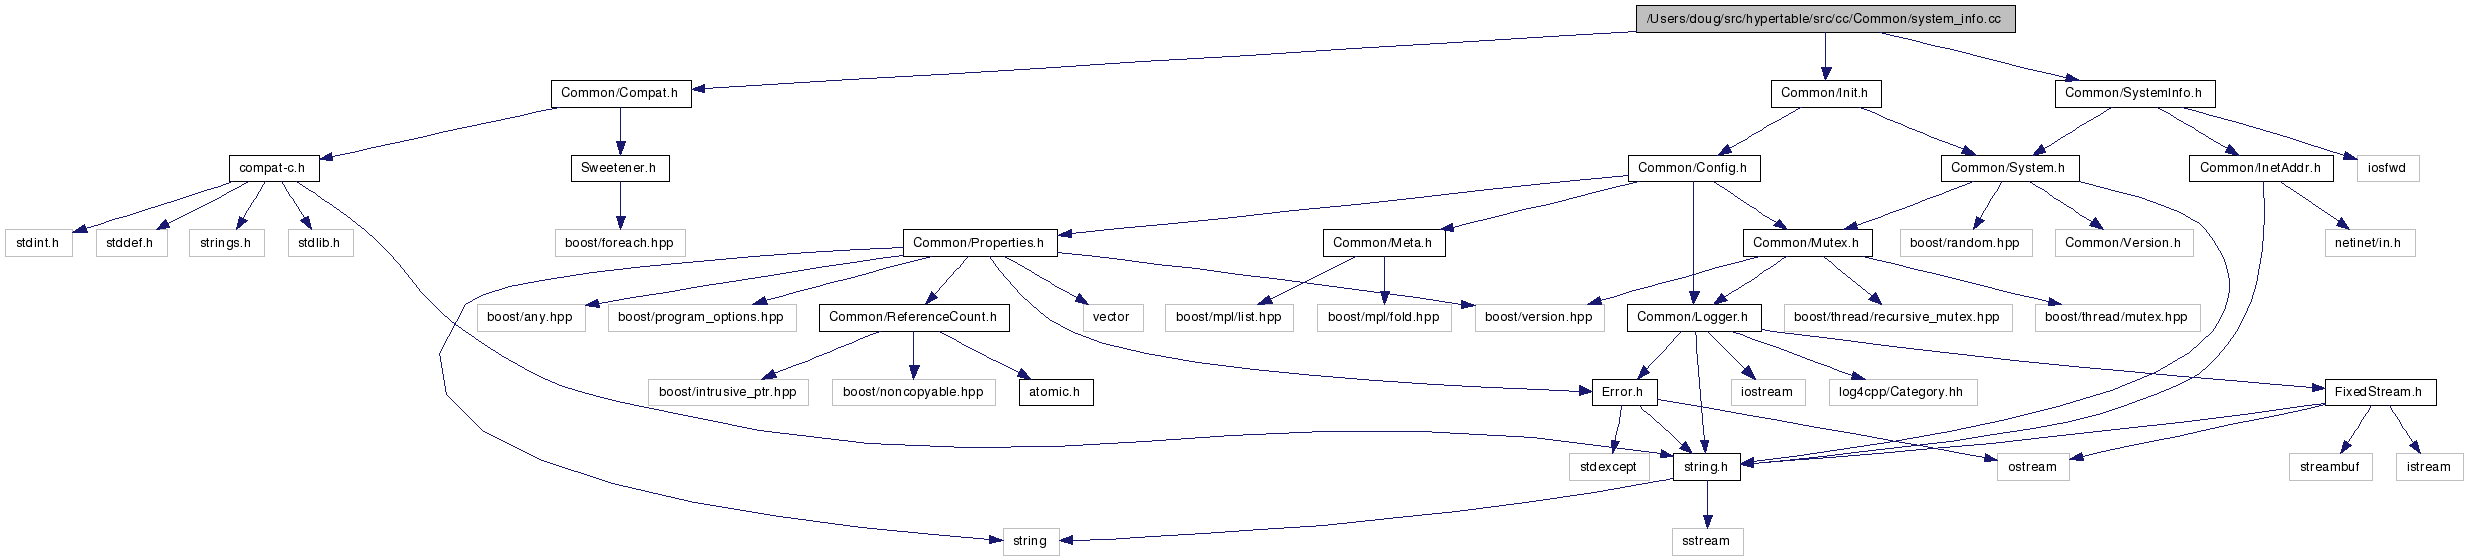 /Users/doug/src/hypertable/src/cc/Common/system_info.cc
Common/Compat.h
Common/Init.h
Common/SystemInfo.h
compat-c.h
Sweetener.h
Common/Config.h
Common/System.h
Common/InetAddr.h
iosfwd
stdint.h
stddef.h
strings.h
stdlib.h
boost/foreach.hpp
Common/Properties.h
Common/Meta.h
Common/Mutex.h
boost/random.hpp
Common/Version.h
netinet/in.h
boost/any.hpp
boost/program_options.hpp
Common/ReferenceCount.h
vector
boost/mpl/list.hpp
boost/mpl/fold.hpp
boost/version.hpp
Common/Logger.h
boost/thread/recursive_mutex.hpp
boost/thread/mutex.hpp
boost/intrusive_ptr.hpp
boost/noncopyable.hpp
atomic.h
Error.h
iostream
log4cpp/Category.hh
FixedStream.h
stdexcept
string.h
ostream
streambuf
istream
string
sstream